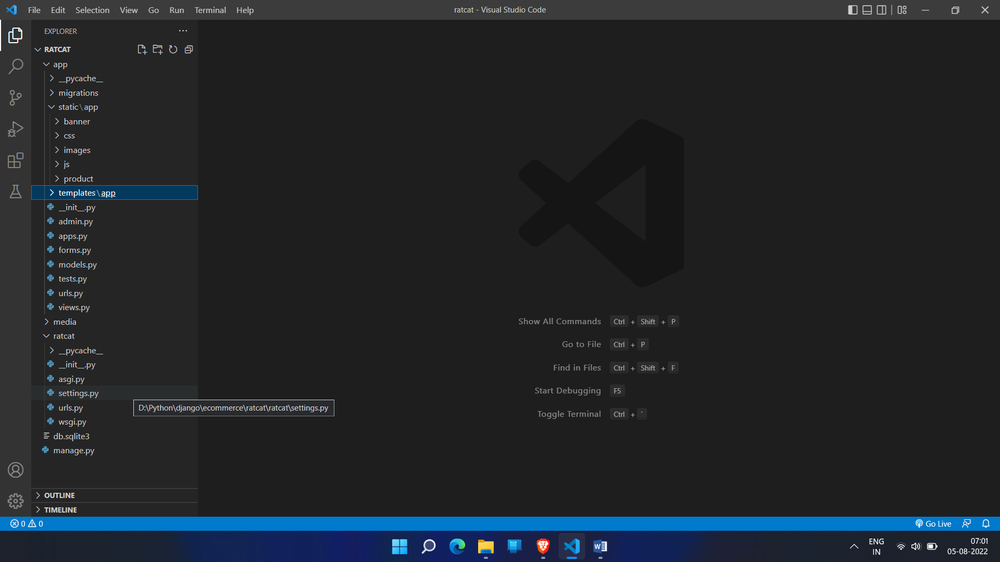 File Edit Selection View Go Run Terminal Help
ratcat - Visual Studio Code
EXPLORER
RATCAT
app
__pycache__
migrations
static\app
banner
css
images
js
product
templates\app
__init__.py
admin.py
apps.py
forms.py
models.py
tests.py
urls.py
views.py
media
ratcat
__pycache__
__init__.py
asgi.py
settings.py
urls.py
wsgi.py
db.sqlite3
manage.py
OUTLINE
TIMELINE
D:\Python\django\ecommerce\ratcat\ratcat\settings.py
Show All Commands Ctrl + Shift + P
Go to File Ctrl + P
Find in Files Ctrl + Shift + F
Start Debugging F5
Toggle Terminal Ctrl + `
0 0
Go Live
W
ENG
IN
07:01
05-08-2022